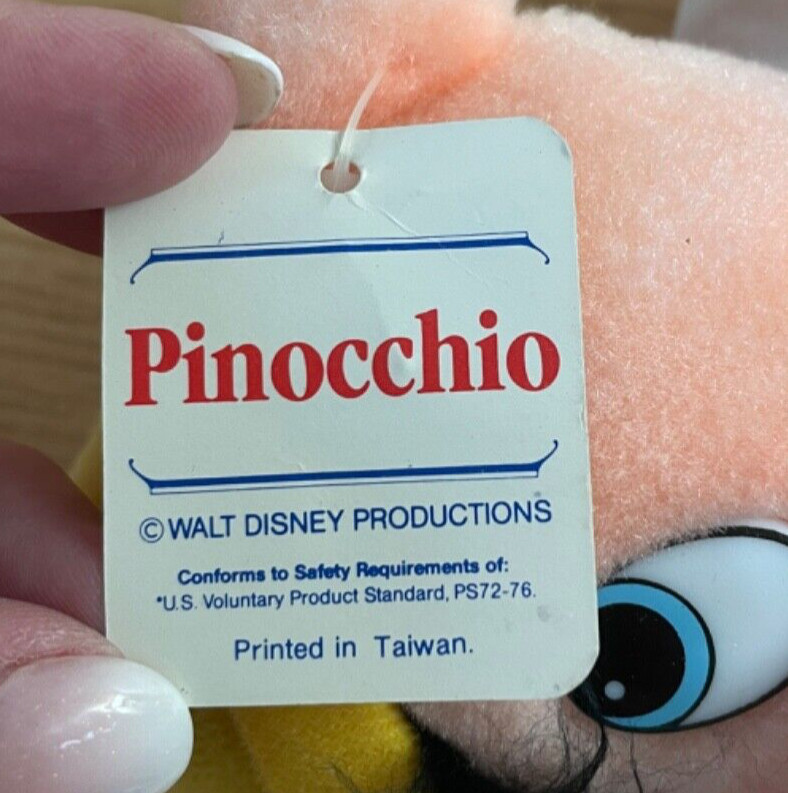 Pinocchio
© WALT DISNEY PRODUCTIONS
Conforms to Safety Requirements of:
*U.S. Voluntary Product Standard, PS72-76.
Printed in Taiwan.